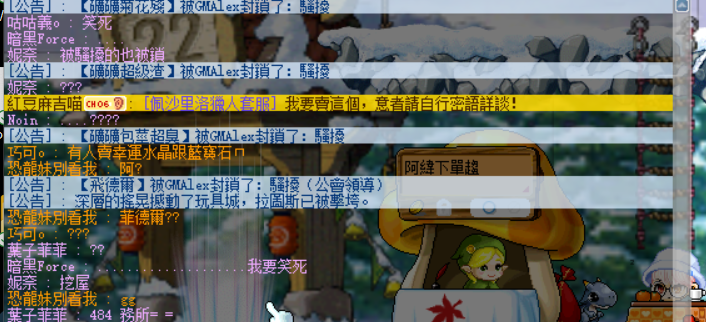 [公告] : 【礦礦菊花殘】被GMAlex封鎖了: 騷擾
咕咕義。 : 笑死
暗黑Force : ....
妮奈 : 被騷擾的也被鎖
[公告] : 【礦礦超級渣】被GMAlex封鎖了: 騷擾
妮奈 : ???
紅豆麻吉喵 CH06 : [佩沙里洛獵人套服] 我要賣這個，意者請自行密語詳談!
Noin : ....????
[公告] : 【礦礦包莖超臭】被GMAlex封鎖了: 騷擾
巧可。 : 有人賣幸運水晶跟藍寶石ㄇ
恐龍妹別看我 : 阿?
[公告] : 【飛德爾】被GMAlex封鎖了: 騷擾（公會領導）
[公告] : 深層的搖晃撼動了玩具城，拉圖斯已被擊垮。
恐龍妹別看我 : 菲德爾??
巧可。 : ???
葉子菲菲 : ??
暗黑Force : ......................我要笑死
妮奈 : 挖屋
恐龍妹別看我 : gg
葉子菲菲 : 484 務所= =
阿緯下單趨